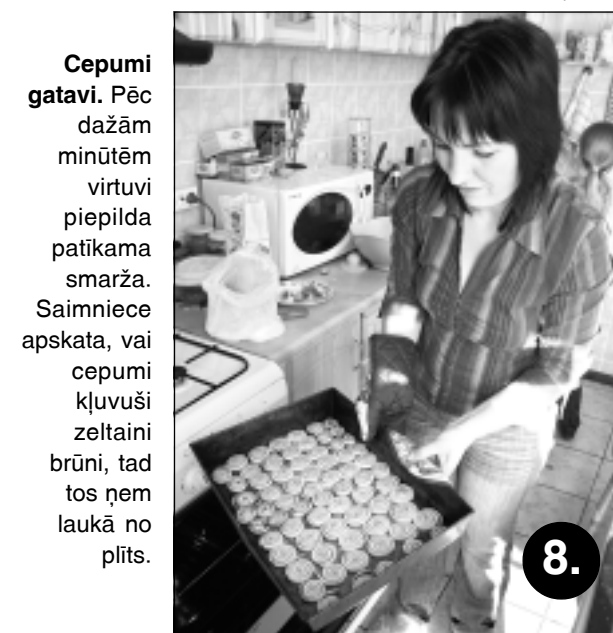 Cepumi
gatavi. Pēc
dažām
minūtēm
virtuvi
piepilda
patīkama
smarža.
Saimniece
apskata, vai
cepumi
kļuvuši
zeltaini
brūni, tad
tos ņem
laukā no
plīts.
8.